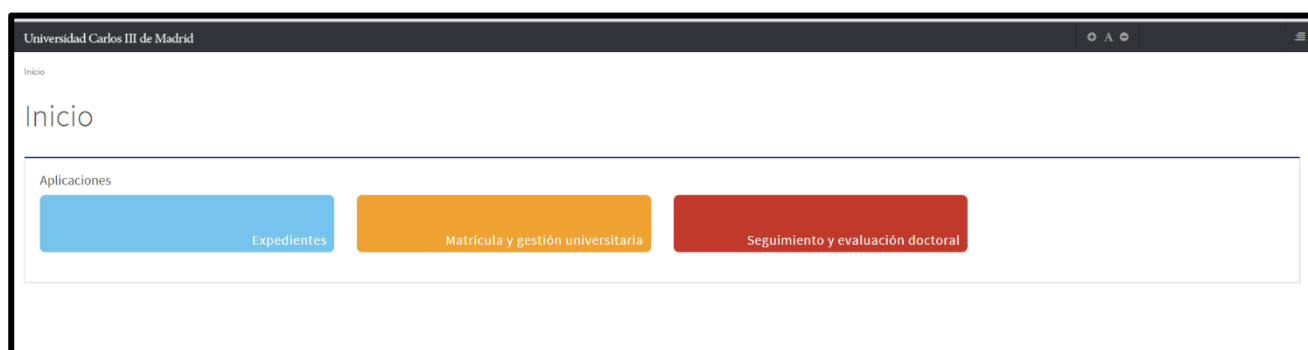 Universidad Carlos III de Madrid
A
Inicio
Inicio
Aplicaciones
Expedientes
Matrícula y gestión universitaria
Seguimiento y evaluación doctoral